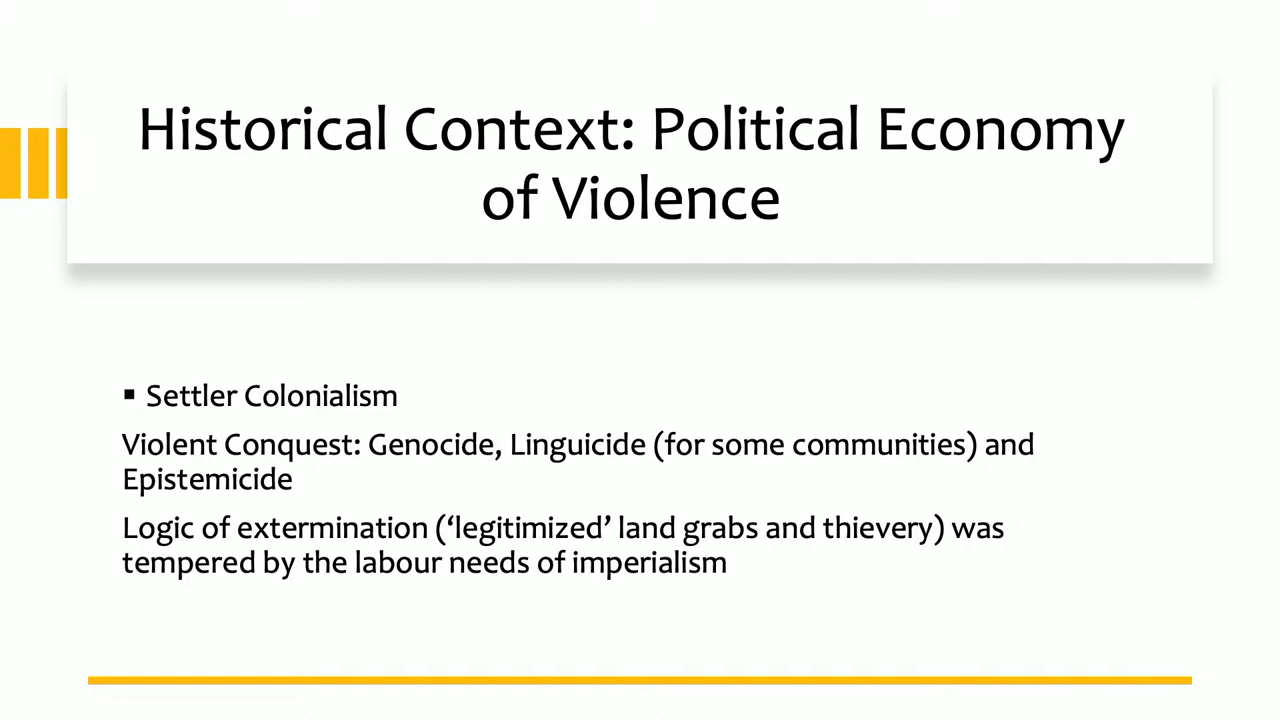 Historical Context: Political Economy
of Violence
▪ Settler Colonialism
Violent Conquest: Genocide, Linguicide (for some communities) and
Epistemicide
Logic of extermination (‘legitimized’ land grabs and thievery) was
tempered by the labour needs of imperialism